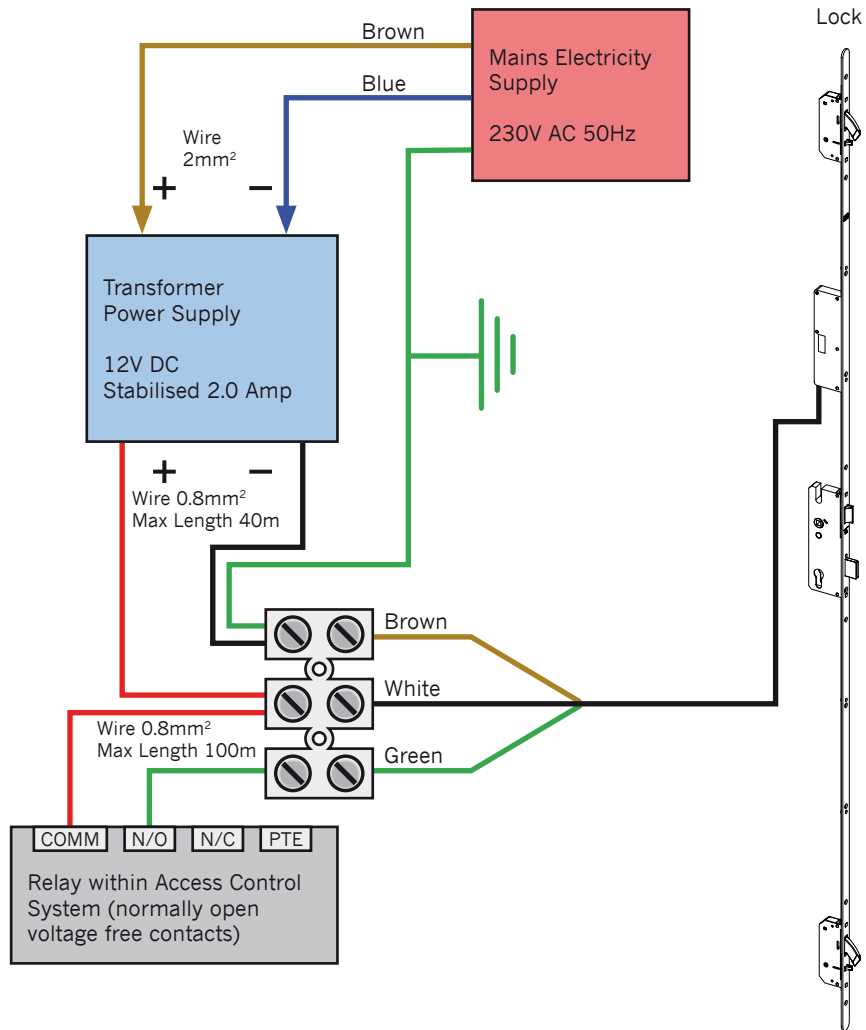 Lock
Brown
Mains Electricity
Supply
230V AC 50Hz
Blue
Wire
2mm²
+ −
Transformer
Power Supply
12V DC
Stabilised 2.0 Amp
+ −
Wire 0.8mm²
Max Length 40m
Brown
White
Wire 0.8mm²
Max Length 100m
Green
COMM N/O N/C PTE
Relay within Access Control
System (normally open
voltage free contacts)